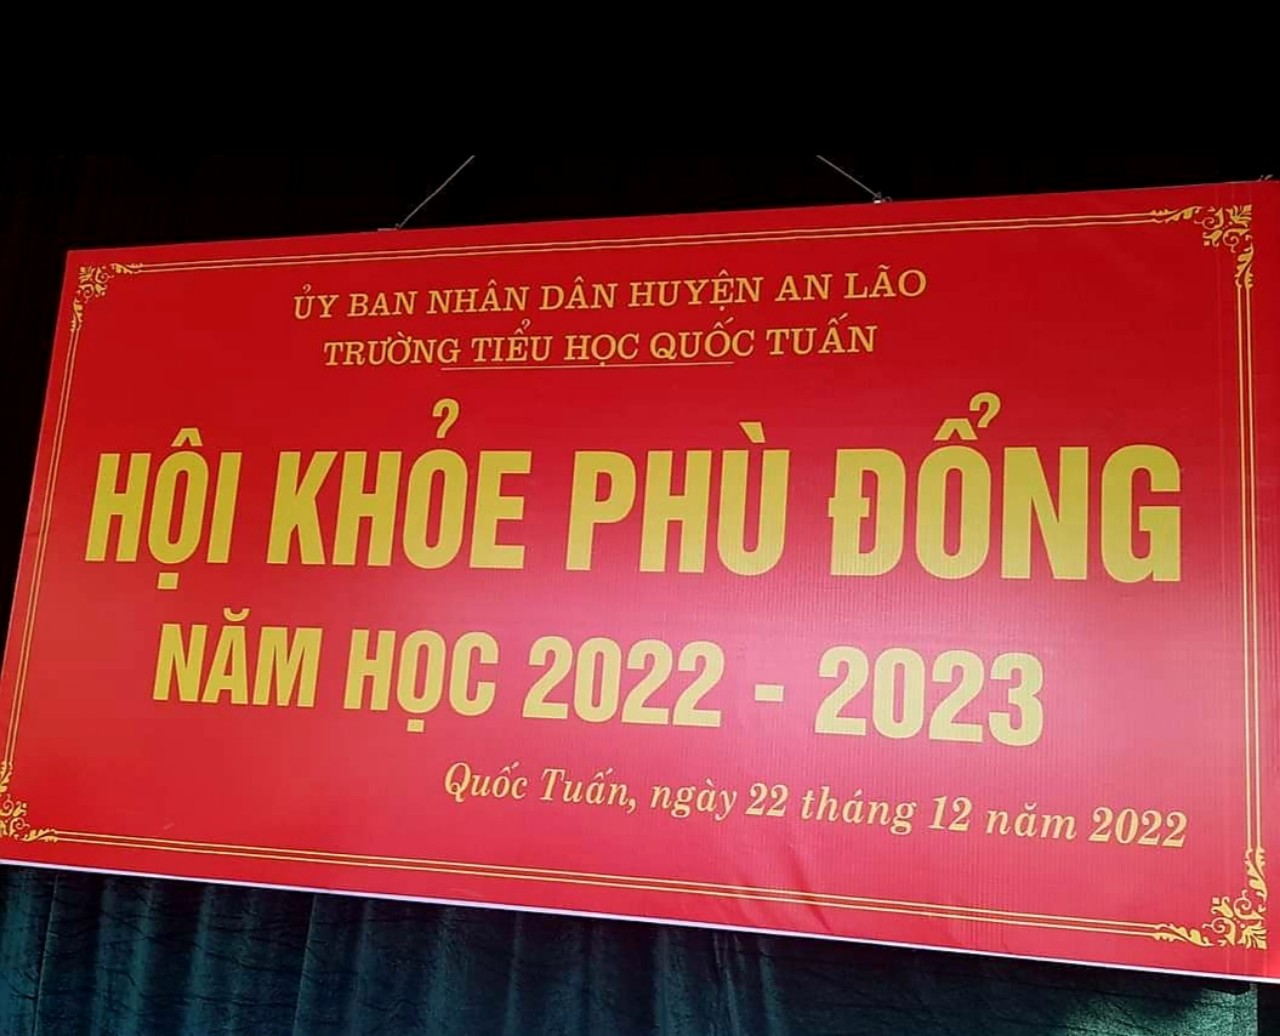 ỦY BAN NHÂN DÂN HUYỆN AN LÃO
TRƯỜNG TIỂU HỌC QUỐC TUẤN
HỘI KHỎE PHÙ ĐỔNG
NĂM HỌC 2022 - 2023
Quốc Tuấn, ngày 22 tháng 12 năm 2022